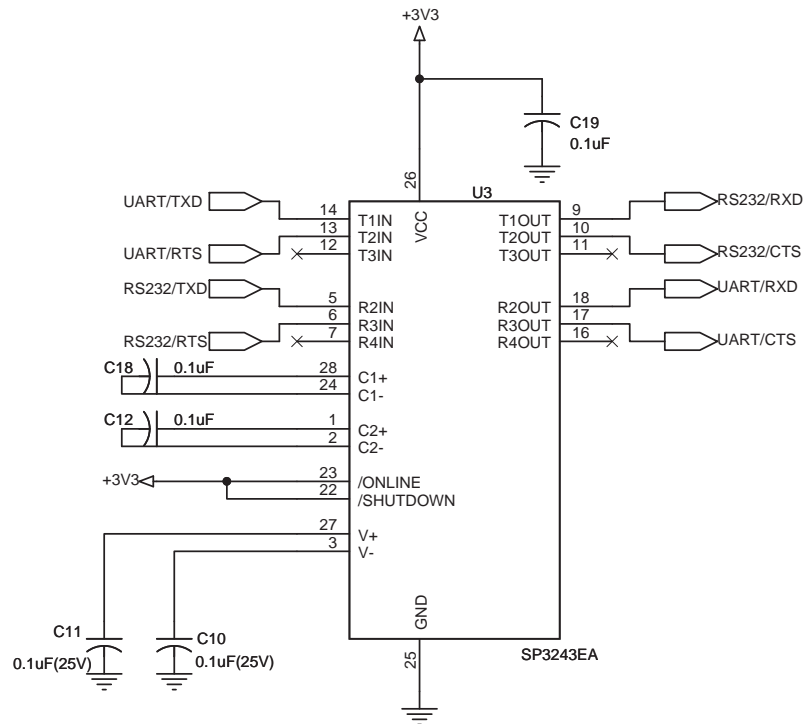 +3V3
C19
0.1uF
26
U3
VCC
UART/TXD
14
T1IN
T1OUT
9
RS232/RXD
13
T2IN
T2OUT
10
UART/RTS
12
T3IN
T3OUT
11
RS232/CTS
RS232/TXD
5
R2IN
R2OUT
18
UART/RXD
6
R3IN
R3OUT
17
RS232/RTS
7
R4IN
R4OUT
16
UART/CTS
C18
0.1uF
28
C1+
24
C1-
C12
0.1uF
1
C2+
2
C2-
+3V3
23
/ONLINE
22
/SHUTDOWN
27
V+
3
V-
GND
C11
0.1uF(25V)
C10
0.1uF(25V)
25
SP3243EA